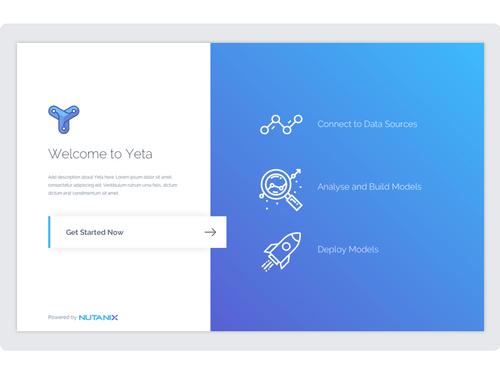 Welcome to Yeta
Add description about Yeta here. Lorem ipsum dolor sit amet,
consectetur adipiscing elit. Vestibulum rutrum urna felis, dictum
dictum erat condimentum sit amet.
Get Started Now
Powered by NUTANIX
Connect to Data Sources
Analyse and Build Models
Deploy Models